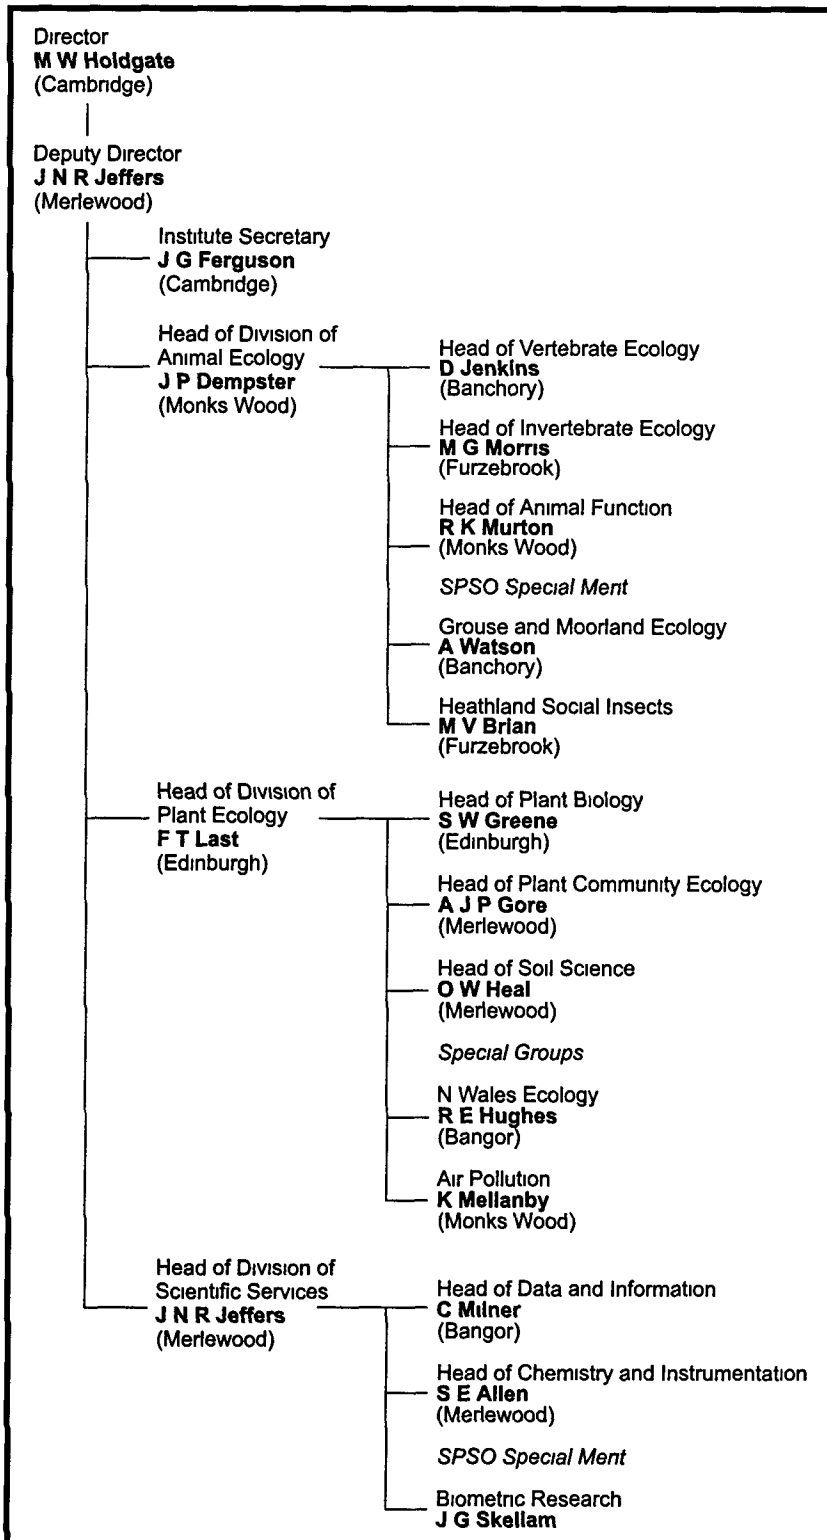 Director
M W Holdgate
(Cambridge)
Deputy Director
J N R Jeffers
(Merlewood)
Institute Secretary
J G Ferguson
(Cambridge)
Head of Division of
Animal Ecology
J P Dempster
(Monks Wood)
Head of Vertebrate Ecology
D Jenkins
(Banchory)
Head of Invertebrate Ecology
M G Morris
(Furzebrook)
Head of Animal Function
R K Murton
(Monks Wood)
SPSO Special Merit
Grouse and Moorland Ecology
A Watson
(Banchory)
Heathland Social Insects
M V Brian
(Furzebrook)
Head of Division of
Plant Ecology
F T Last
(Edinburgh)
Head of Plant Biology
S W Greene
(Edinburgh)
Head of Plant Community Ecology
A J P Gore
(Merlewood)
Head of Soil Science
O W Heal
(Merlewood)
Special Groups
N Wales Ecology
R E Hughes
(Bangor)
Air Pollution
K Mellanby
(Monks Wood)
Head of Division of
Scientific Services
J N R Jeffers
(Merlewood)
Head of Data and Information
C Milner
(Bangor)
Head of Chemistry and Instrumentation
S E Allen
(Merlewood)
SPSO Special Merit
Biometric Research
J G Skellam